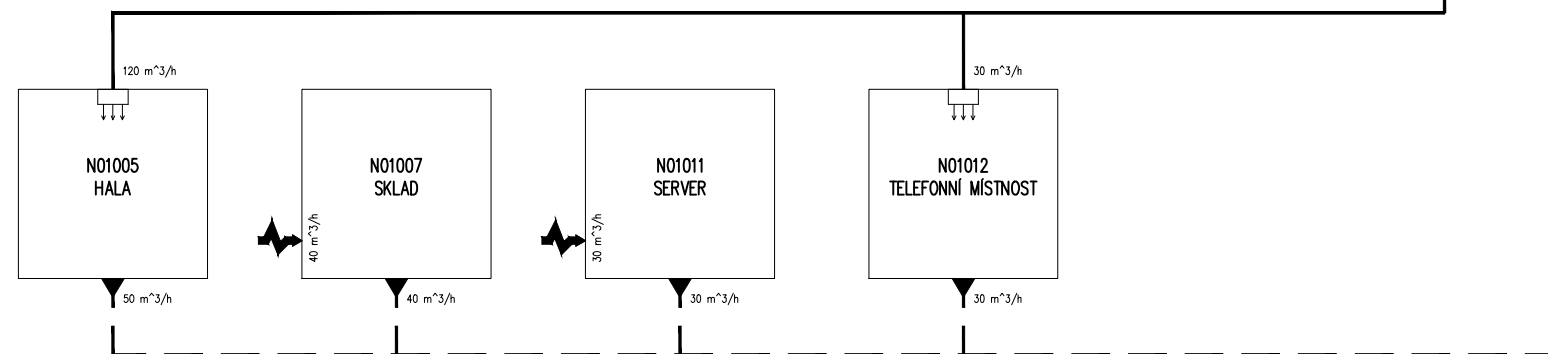 120 m^3/h
30 m^3/h
N01005
HALA
N01007
SKLAD
N01011
SERVER
N01012
TELEFONNÍ MÍSTNOST
40 m^3/h
30 m^3/h
50 m^3/h
40 m^3/h
30 m^3/h
30 m^3/h